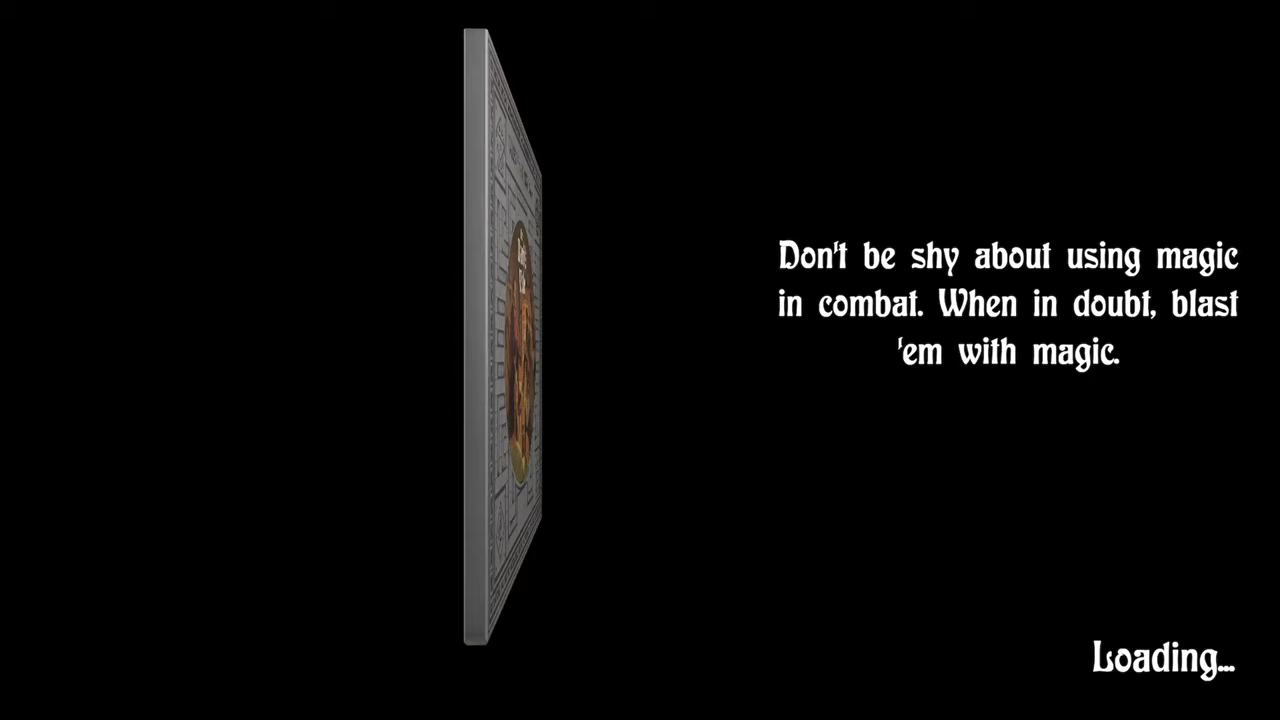 Don't be shy about using magic
in combat. When in doubt, blast
'em with magic.
Loading...